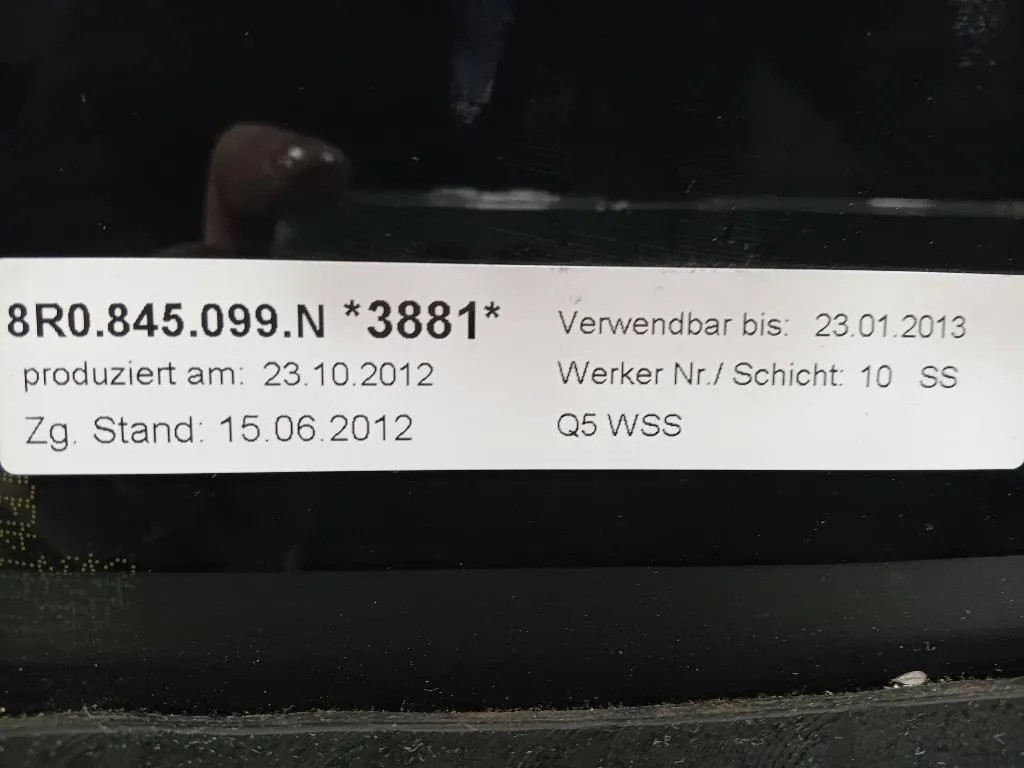 8R0.845.099.N *3881*
produziert am: 23.10.2012
Zg. Stand: 15.06.2012
Verwendbar bis: 23.01.2013
Werker Nr./ Schicht: 10 SS
Q5 WSS